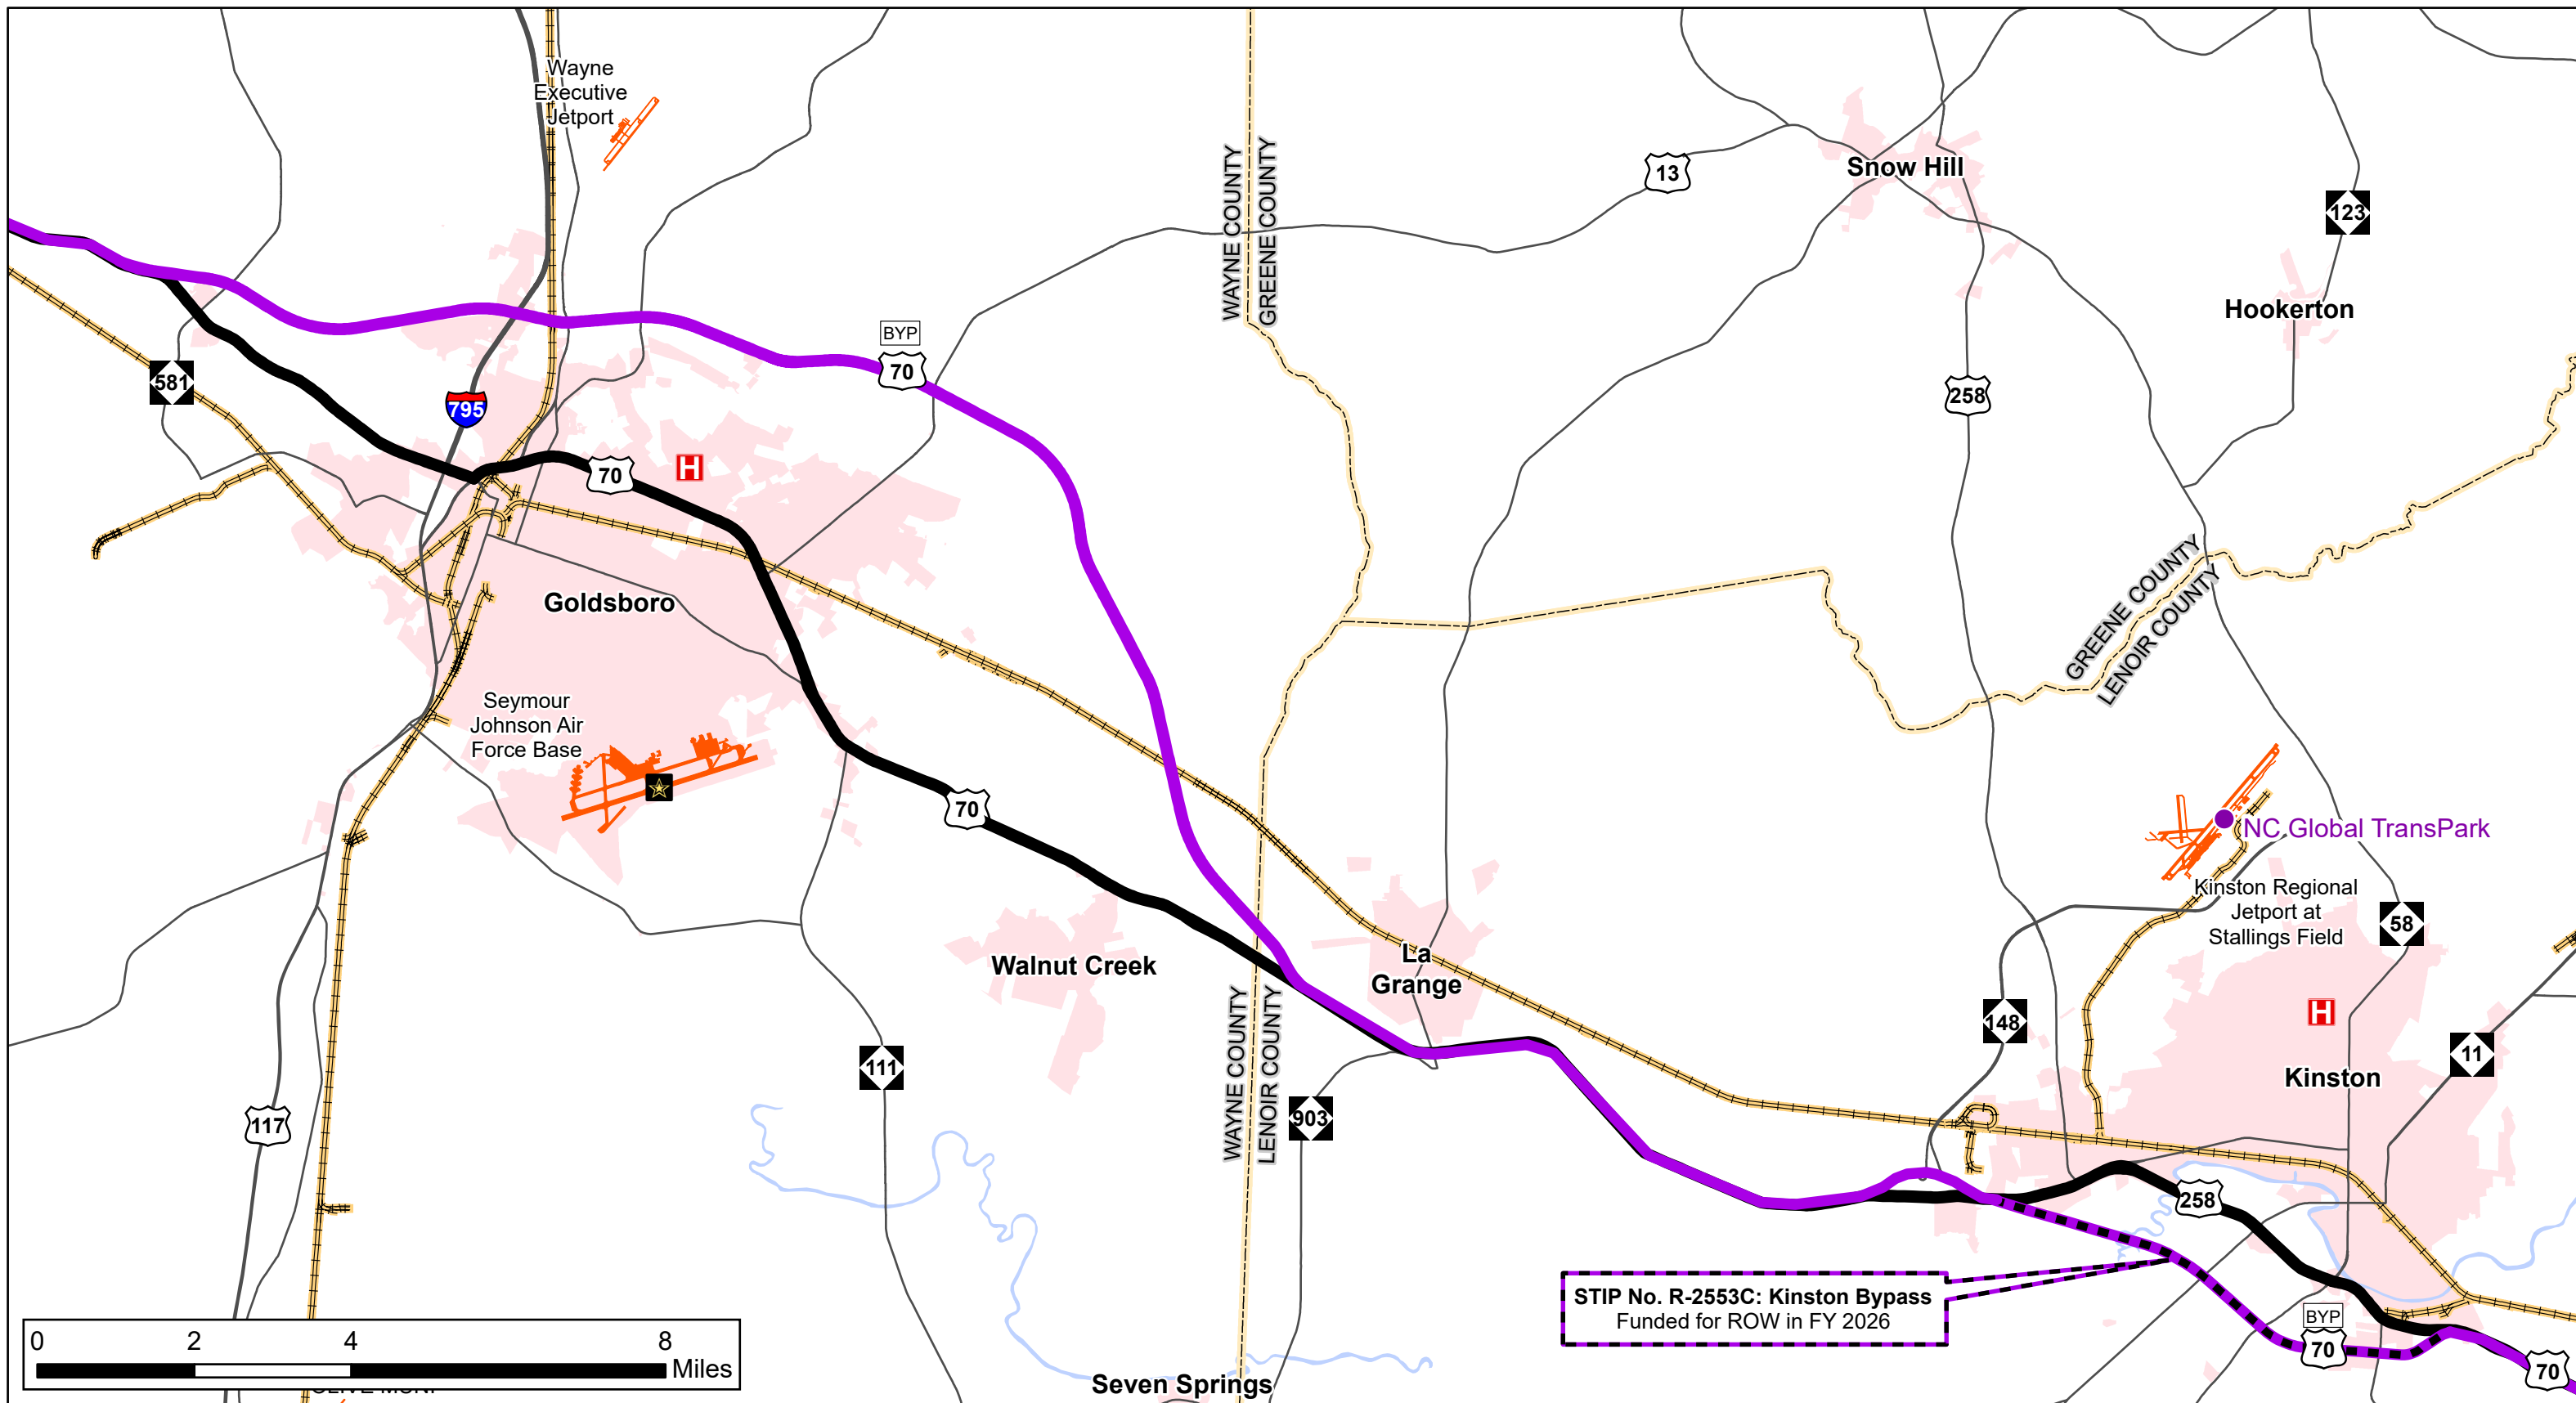 Wayne
Executive
Jetport
WAYNE COUNTY
GREENE COUNTY
13
Snow Hill
123
Hookerton
BYP
70
581
795
258
70
H
Goldsboro
GREENE COUNTY
LENOIR COUNTY
Seymour
Johnson Air
Force Base
70
NC Global TransPark
Kinston Regional
Jetport at
Stallings Field
58
La
Grange
Walnut Creek
H
148
11
Kinston
111
WAYNE COUNTY
LENOIR COUNTY
903
117
258
STIP No. R-2553C: Kinston Bypass
Funded for ROW in FY 2026
BYP
70
70
0 2 4 8
Miles
Seven Springs